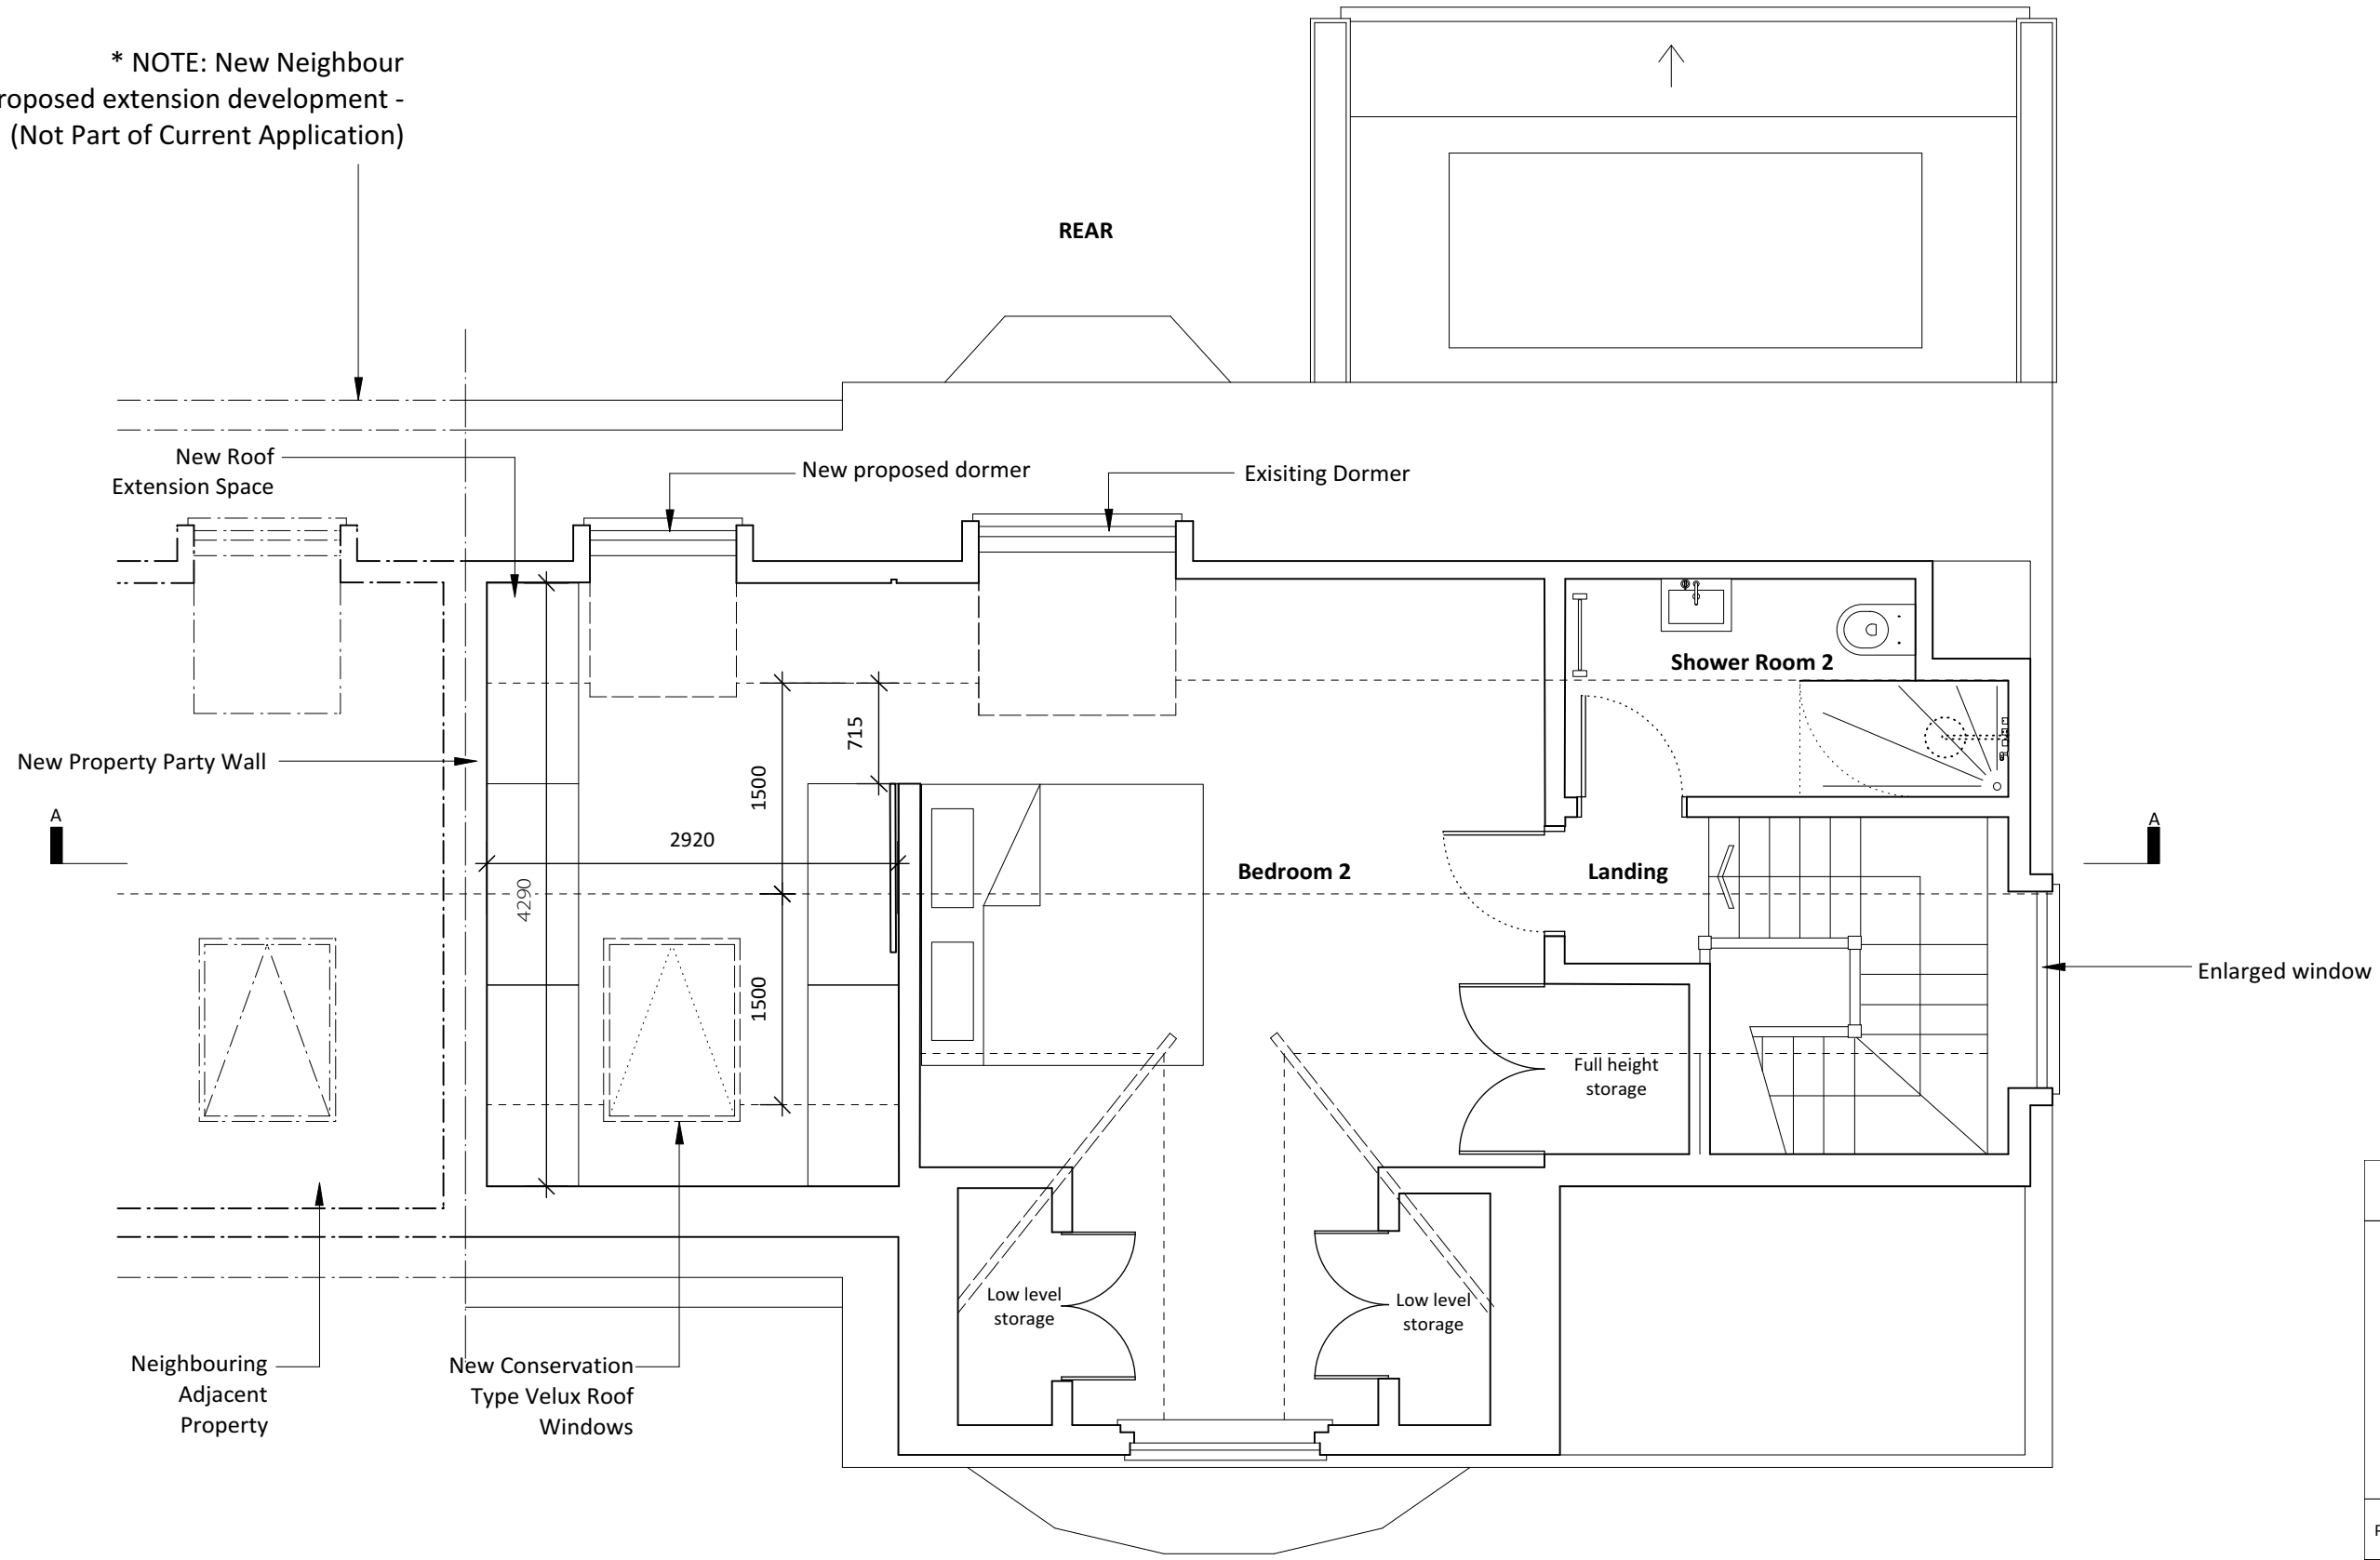 * NOTE: New Neighbour
roposed extension development -
(Not Part of Current Application)
REAR
New Roof
Extension Space
New proposed dormer
Exisiting Dormer
Shower Room 2
715
New Property Party Wall
1500
A
2920
A
4290
Bedroom 2
Landing
1500
Enlarged window
Full height
storage
Low level
storage
Low level
storage
Neighbouring
Adjacent
Property
New Conservation
Type Velux Roof
Windows